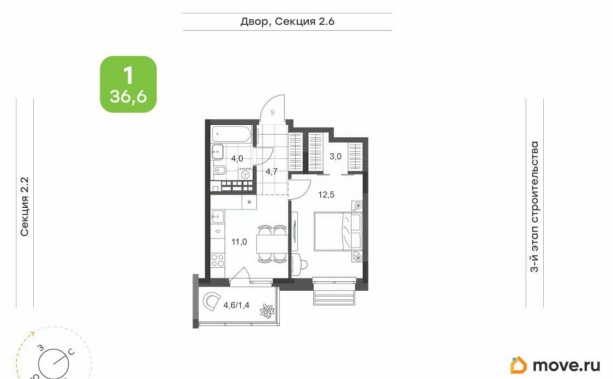 Двор, Секция 2.6
1
36,6
Секция 2.2
3-й этап строительства
4,0
4,7
3,0
12,5
11,0
4,6/1,4
З
С
move.ru